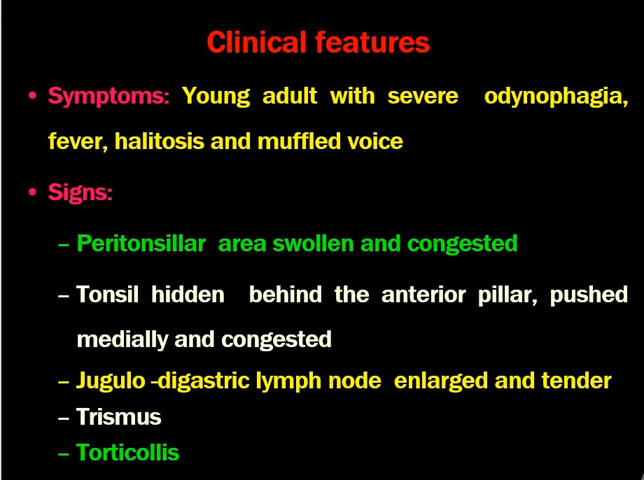 Clinical features
• Symptoms: Young adult with severe odynophagia,
fever, halitosis and muffled voice
• Signs:
– Peritonsillar area swollen and congested
– Tonsil hidden behind the anterior pillar, pushed
medially and congested
– Jugulo -digastric lymph node enlarged and tender
– Trismus
– Torticollis